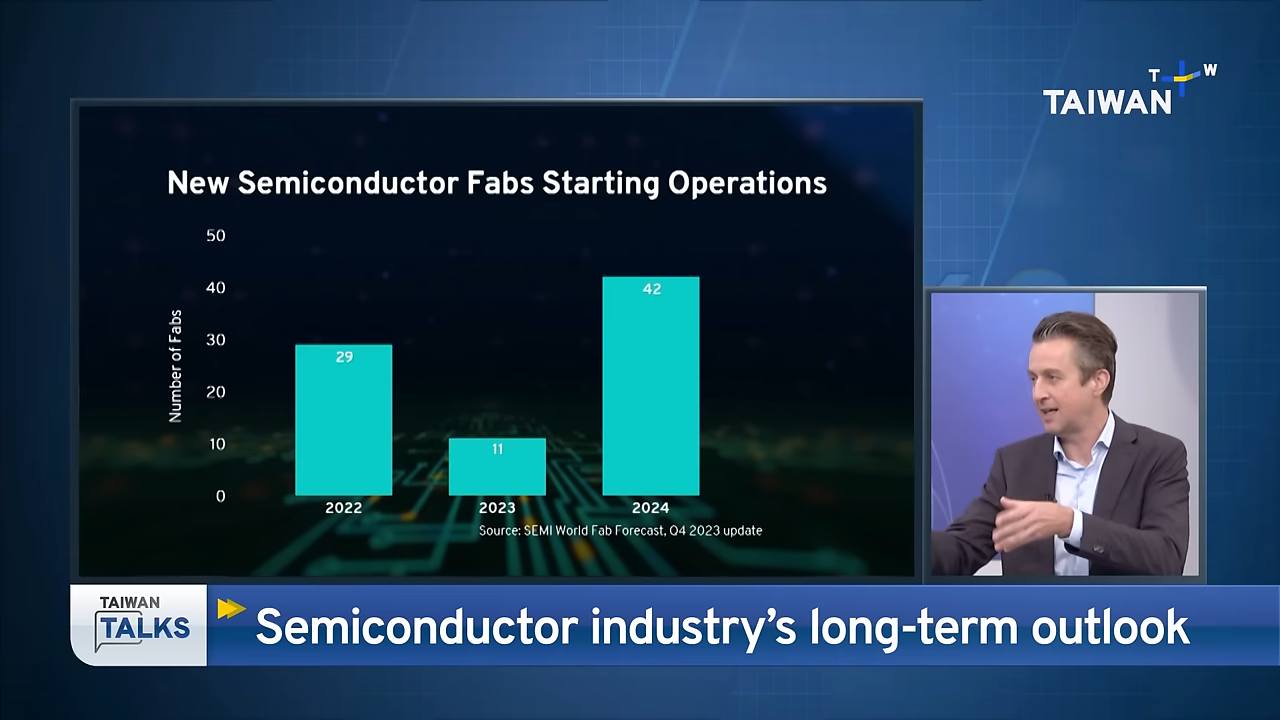 T W
TAIWAN
New Semiconductor Fabs Starting Operations
Number of Fabs
50
40
30
20
10
0
29
11
42
2022
2023
2024
Source: SEMI World Fab Forecast, Q4 2023 update
TAIWAN
TALKS
Semiconductor industry's long-term outlook